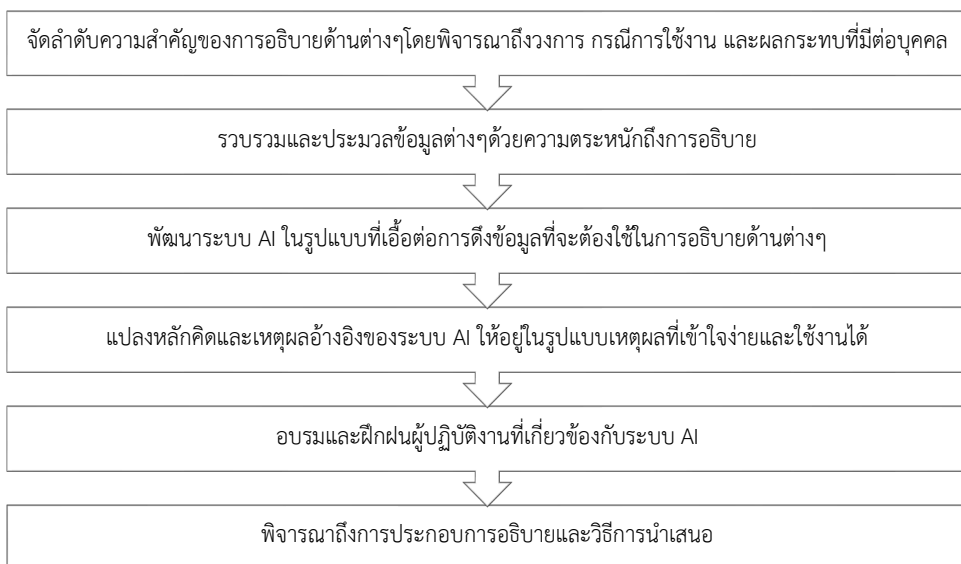 จัดลำดับความสำคัญของการอธิบายด้านต่างๆโดยพิจารณาถึงวงการ กรณีการใช้งาน และผลกระทบที่มีต่อบุคคล
รวบรวมและประมวลข้อมูลต่างๆด้วยความตระหนักถึงการอธิบาย
พัฒนาระบบ AI ในรูปแบบที่เอื้อต่อการดึงข้อมูลที่จะต้องใช้ในการอธิบายด้านต่างๆ
แปลงหลักคิดและเหตุผลอ้างอิงของระบบ AI ให้อยู่ในรูปแบบเหตุผลที่เข้าใจง่ายและใช้งานได้
อบรมและฝึกฝนผู้ปฏิบัติงานที่เกี่ยวข้องกับระบบ AI
พิจารณาถึงการประกอบการอธิบายและวิธีการนำเสนอ